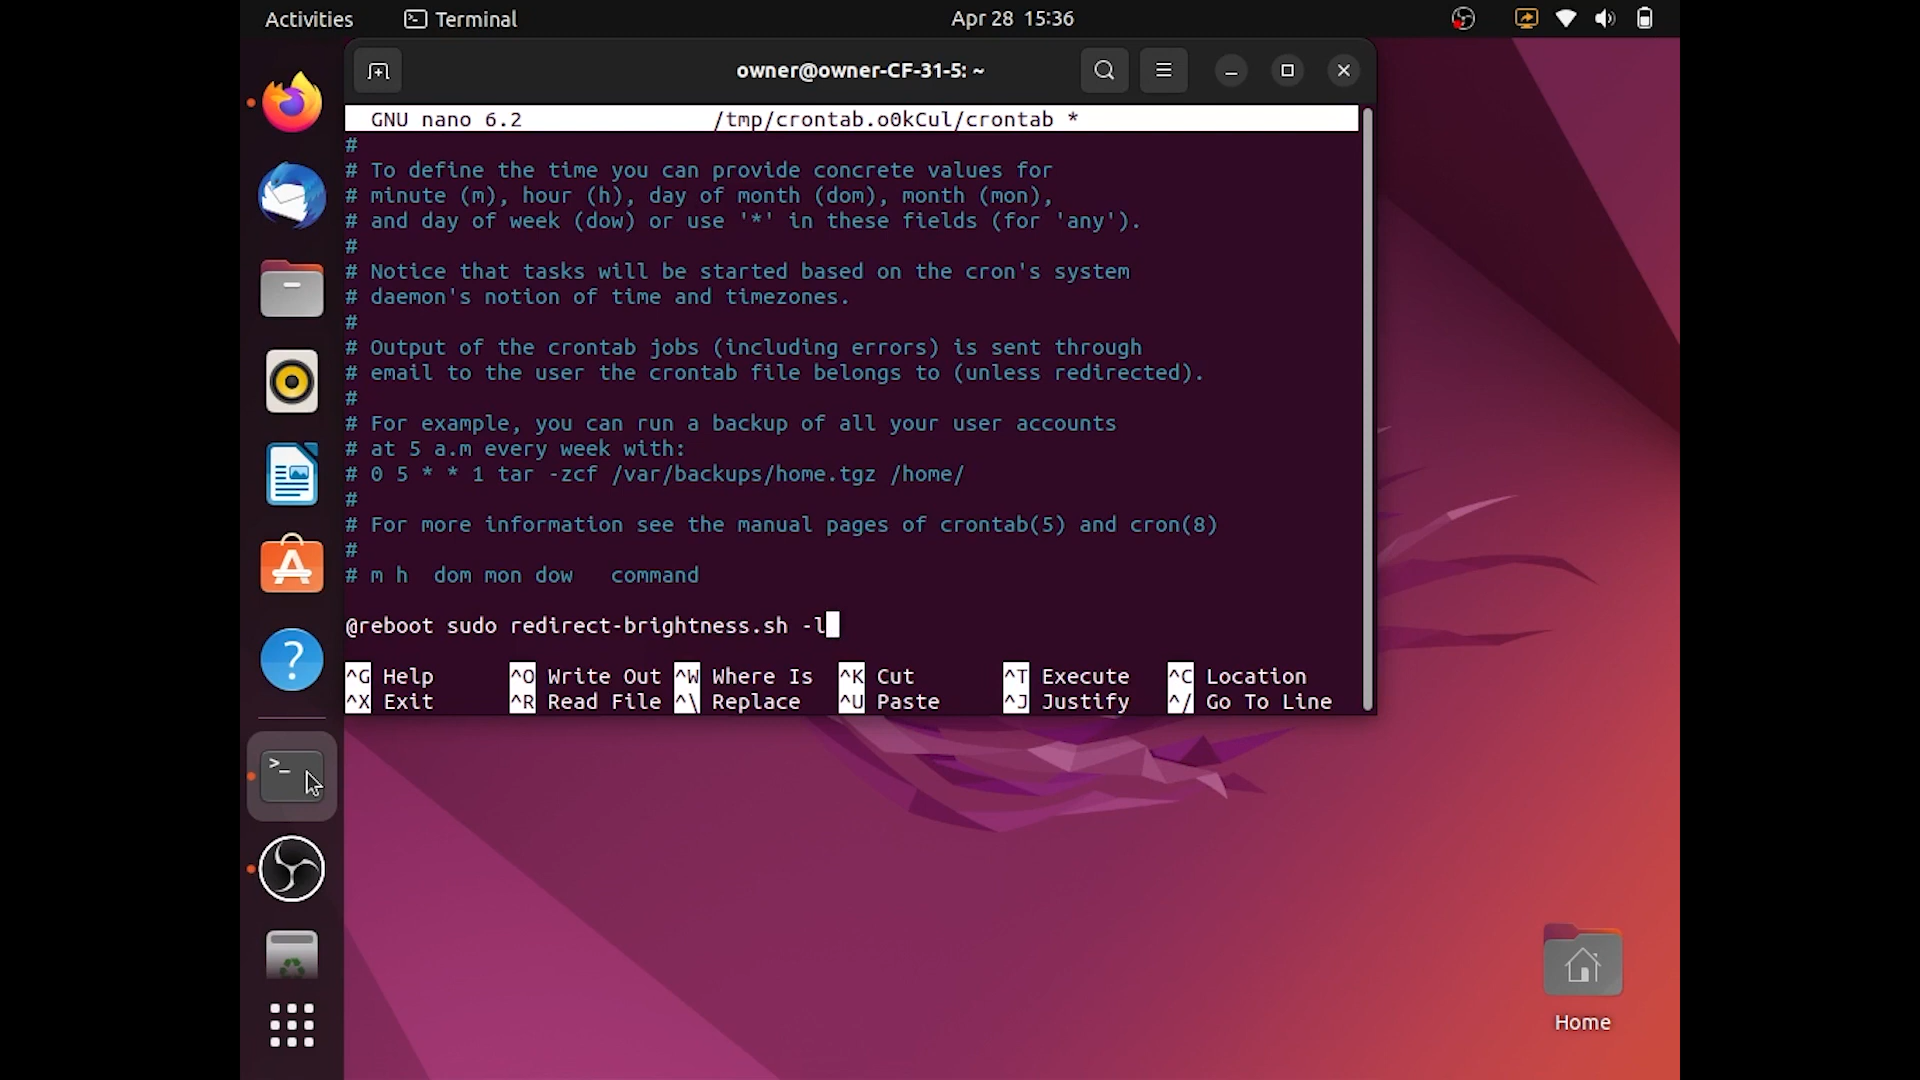 Activities
Terminal
Apr 28 15:36
owner@owner-CF-31-5: ~
GNU nano 6.2 /tmp/crontab.o0kCul/crontab *
#
# To define the time you can provide concrete values for
# minute (m), hour (h), day of month (dom), month (mon),
# and day of week (dow) or use '*' in these fields (for 'any').
#
# Notice that tasks will be started based on the cron's system
# daemon's notion of time and timezones.
#
# Output of the crontab jobs (including errors) is sent through
# email to the user the crontab file belongs to (unless redirected).
#
# For example, you can run a backup of all your user accounts
# at 5 a.m every week with:
# 0 5 * * 1 tar -zcf /var/backups/home.tgz /home/
#
# For more information see the manual pages of crontab(5) and cron(8)
#
# m h  dom mon dow   command
@reboot sudo redirect-brightness.sh -l
^G Help ^O Write Out ^W Where Is ^K Cut ^T Execute ^C Location
^X Exit ^R Read File ^\ Replace ^U Paste ^J Justify ^/ Go To Line
Home